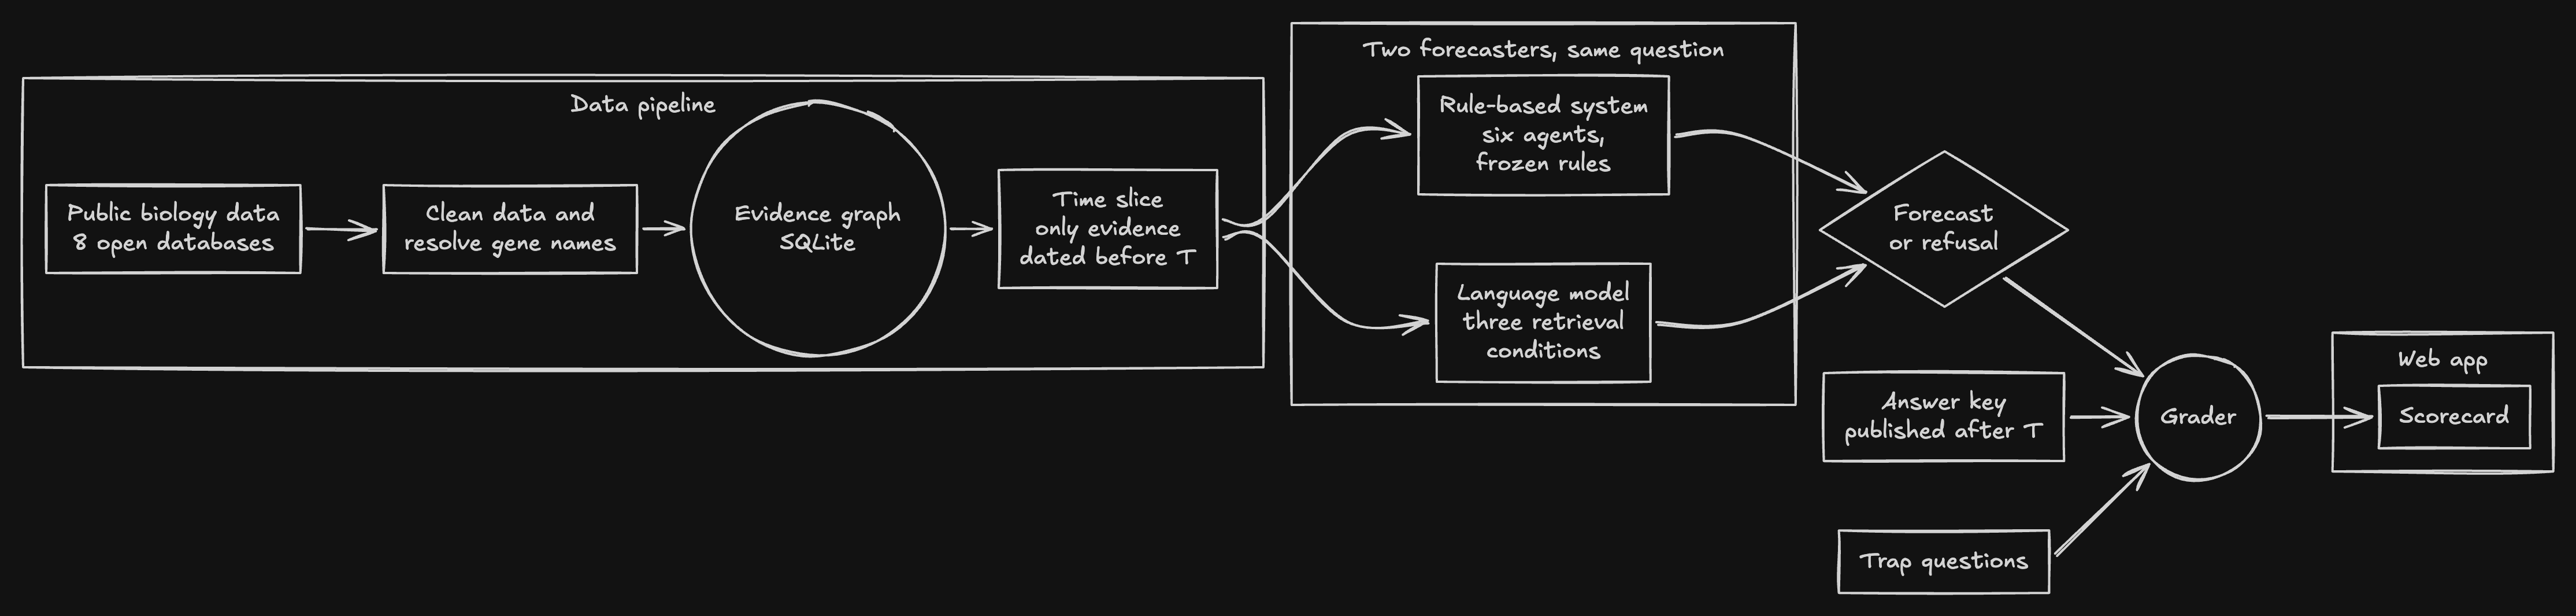 Data pipeline
Public biology data
8 open databases
Clean data and
resolve gene names
Evidence graph
SQLite
Time slice
only evidence
dated before T
Two forecasters, same question
Rule-based system
six agents,
frozen rules
Language model
three retrieval
conditions
Forecast
or refusal
Answer key
published after T
Trap questions
Grader
Web app
Scorecard